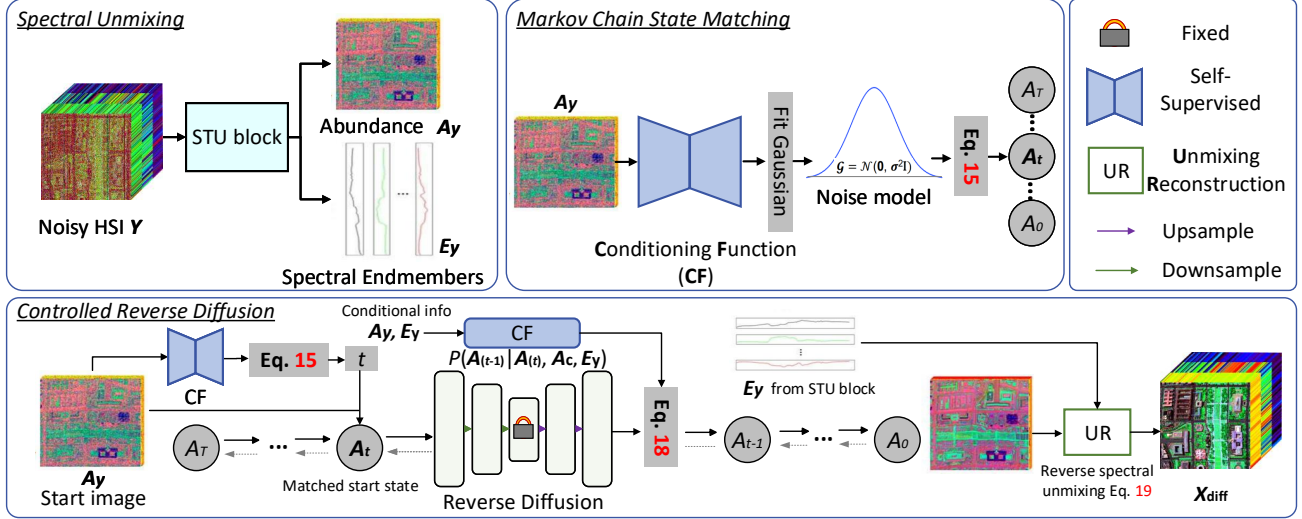 Spectral Unmixing
STU block
Abundance Ay
Noisy HSI Y
...
Ey
Spectral Endmembers
Markov Chain State Matching
Ay
Conditioning Function
(CF)
Fit Gaussian
𝒢 = 𝒩(0, σ²I)
Noise model
Eq. 15
AT
At
A0
Fixed
Self-
Supervised
UR
Unmixing
Reconstruction
Upsample
Downsample
Controlled Reverse Diffusion
CF
Eq. 15
t
Ay
Start image
AT
...
At
Matched start state
Conditional info
Ay, Ey
CF
P(A(t-1)|A(t), Ac, Ey)
Reverse Diffusion
Eq. 18
...
Ey from STU block
At-1
...
A0
UR
Reverse spectral
unmixing Eq. 19
Xdiff